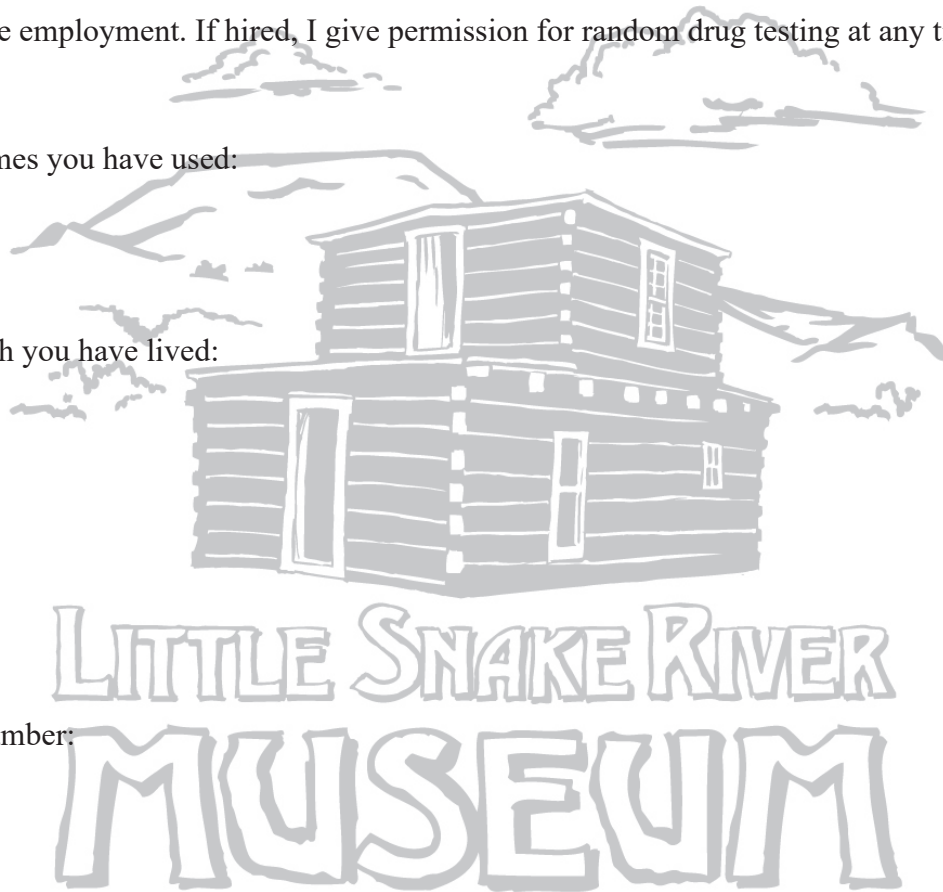 e employment. If hired, I give permission for random drug testing at any t
mes you have used:
h you have lived:
LITTLE SNAKE RIVER
mber:
MUSEUM